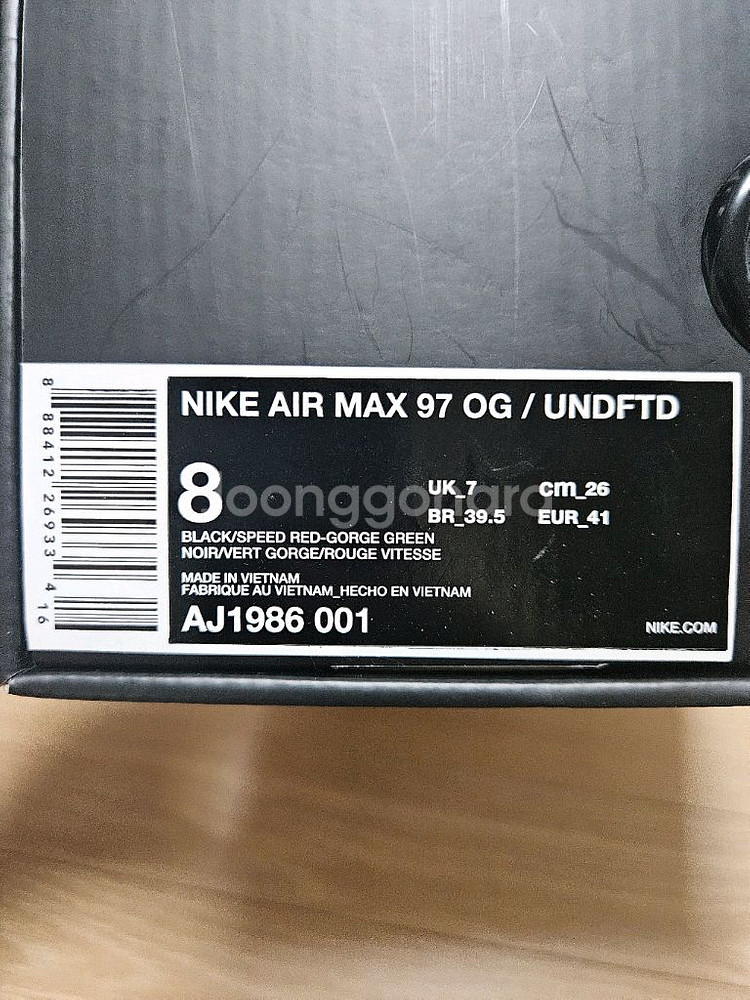 NIKE AIR MAX 97 OG / UNDFTD
8
UK_7 cm_26
BR_39.5 EUR_41
BLACK/SPEED RED-GORGE GREEN
NOIR/VERT GORGE/ROUGE VITESSE
MADE IN VIETNAM
FABRIQUE AU VIETNAM_HECHO EN VIETNAM
AJ1986 001
NIKE.COM
8 88412 26933 4 16
joonggonara